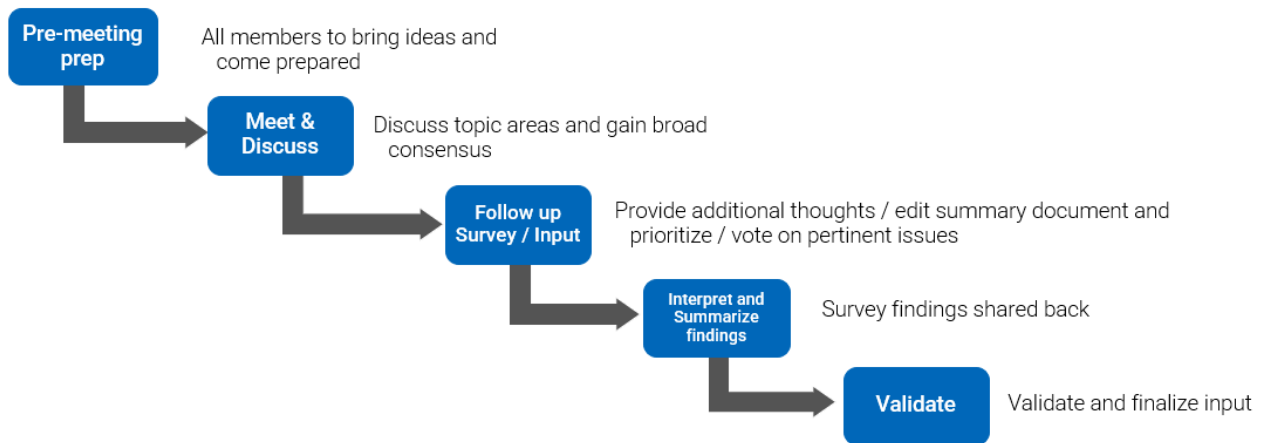 Pre-meeting
prep
All members to bring ideas and
come prepared
Meet &
Discuss
Discuss topic areas and gain broad
consensus
Follow up
Survey / Input
Provide additional thoughts / edit summary document and
prioritize / vote on pertinent issues
Interpret and
Summarize
findings
Survey findings shared back
Validate
Validate and finalize input